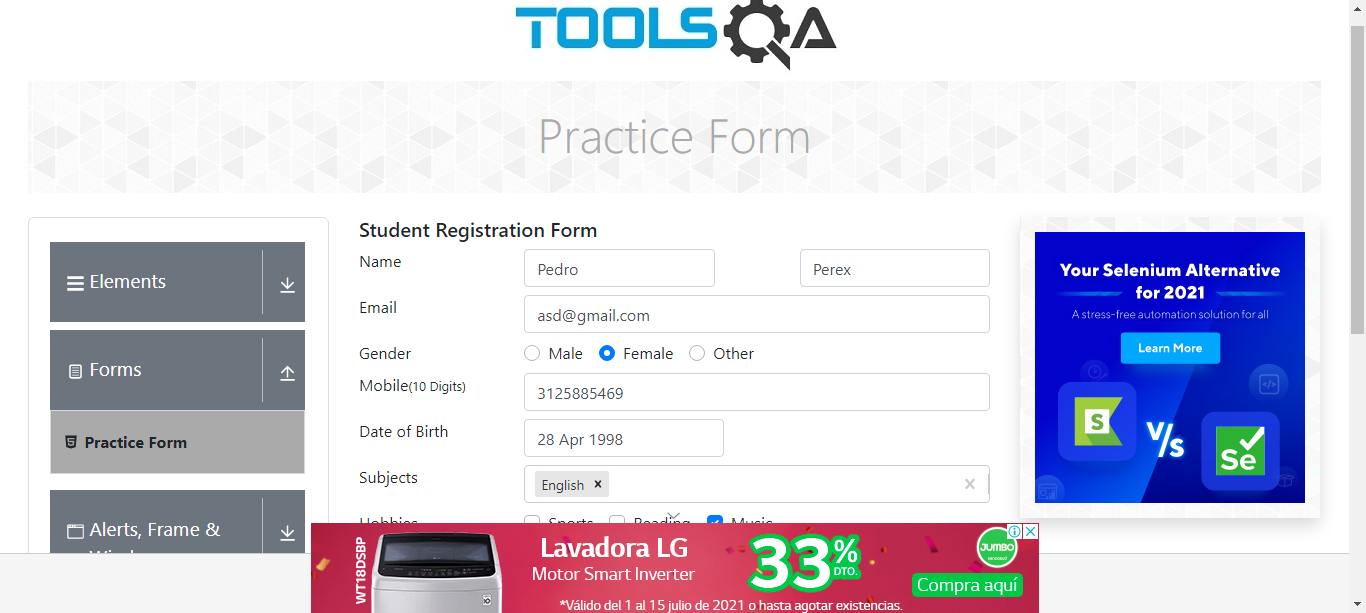 TOOLSQA
Practice Form
Elements
Forms
Practice Form
Alerts, Frame &
Student Registration Form
Name
Pedro
Perex
Email
asd@gmail.com
Gender
Male
Female
Other
Mobile(10 Digits)
3125885469
Date of Birth
28 Apr 1998
Subjects
English
Hobbies
Sports
Reading
Music
Your Selenium Alternative
for 2021
A stress-free automation solution for all
Learn More
S
V/s
Se
WT18DSBP
Lavadora LG
Motor Smart Inverter
33%
DTO.
JUMBO
Compra aquí
*Válido del 1 al 15 julio de 2021 o hasta agotar existencias.